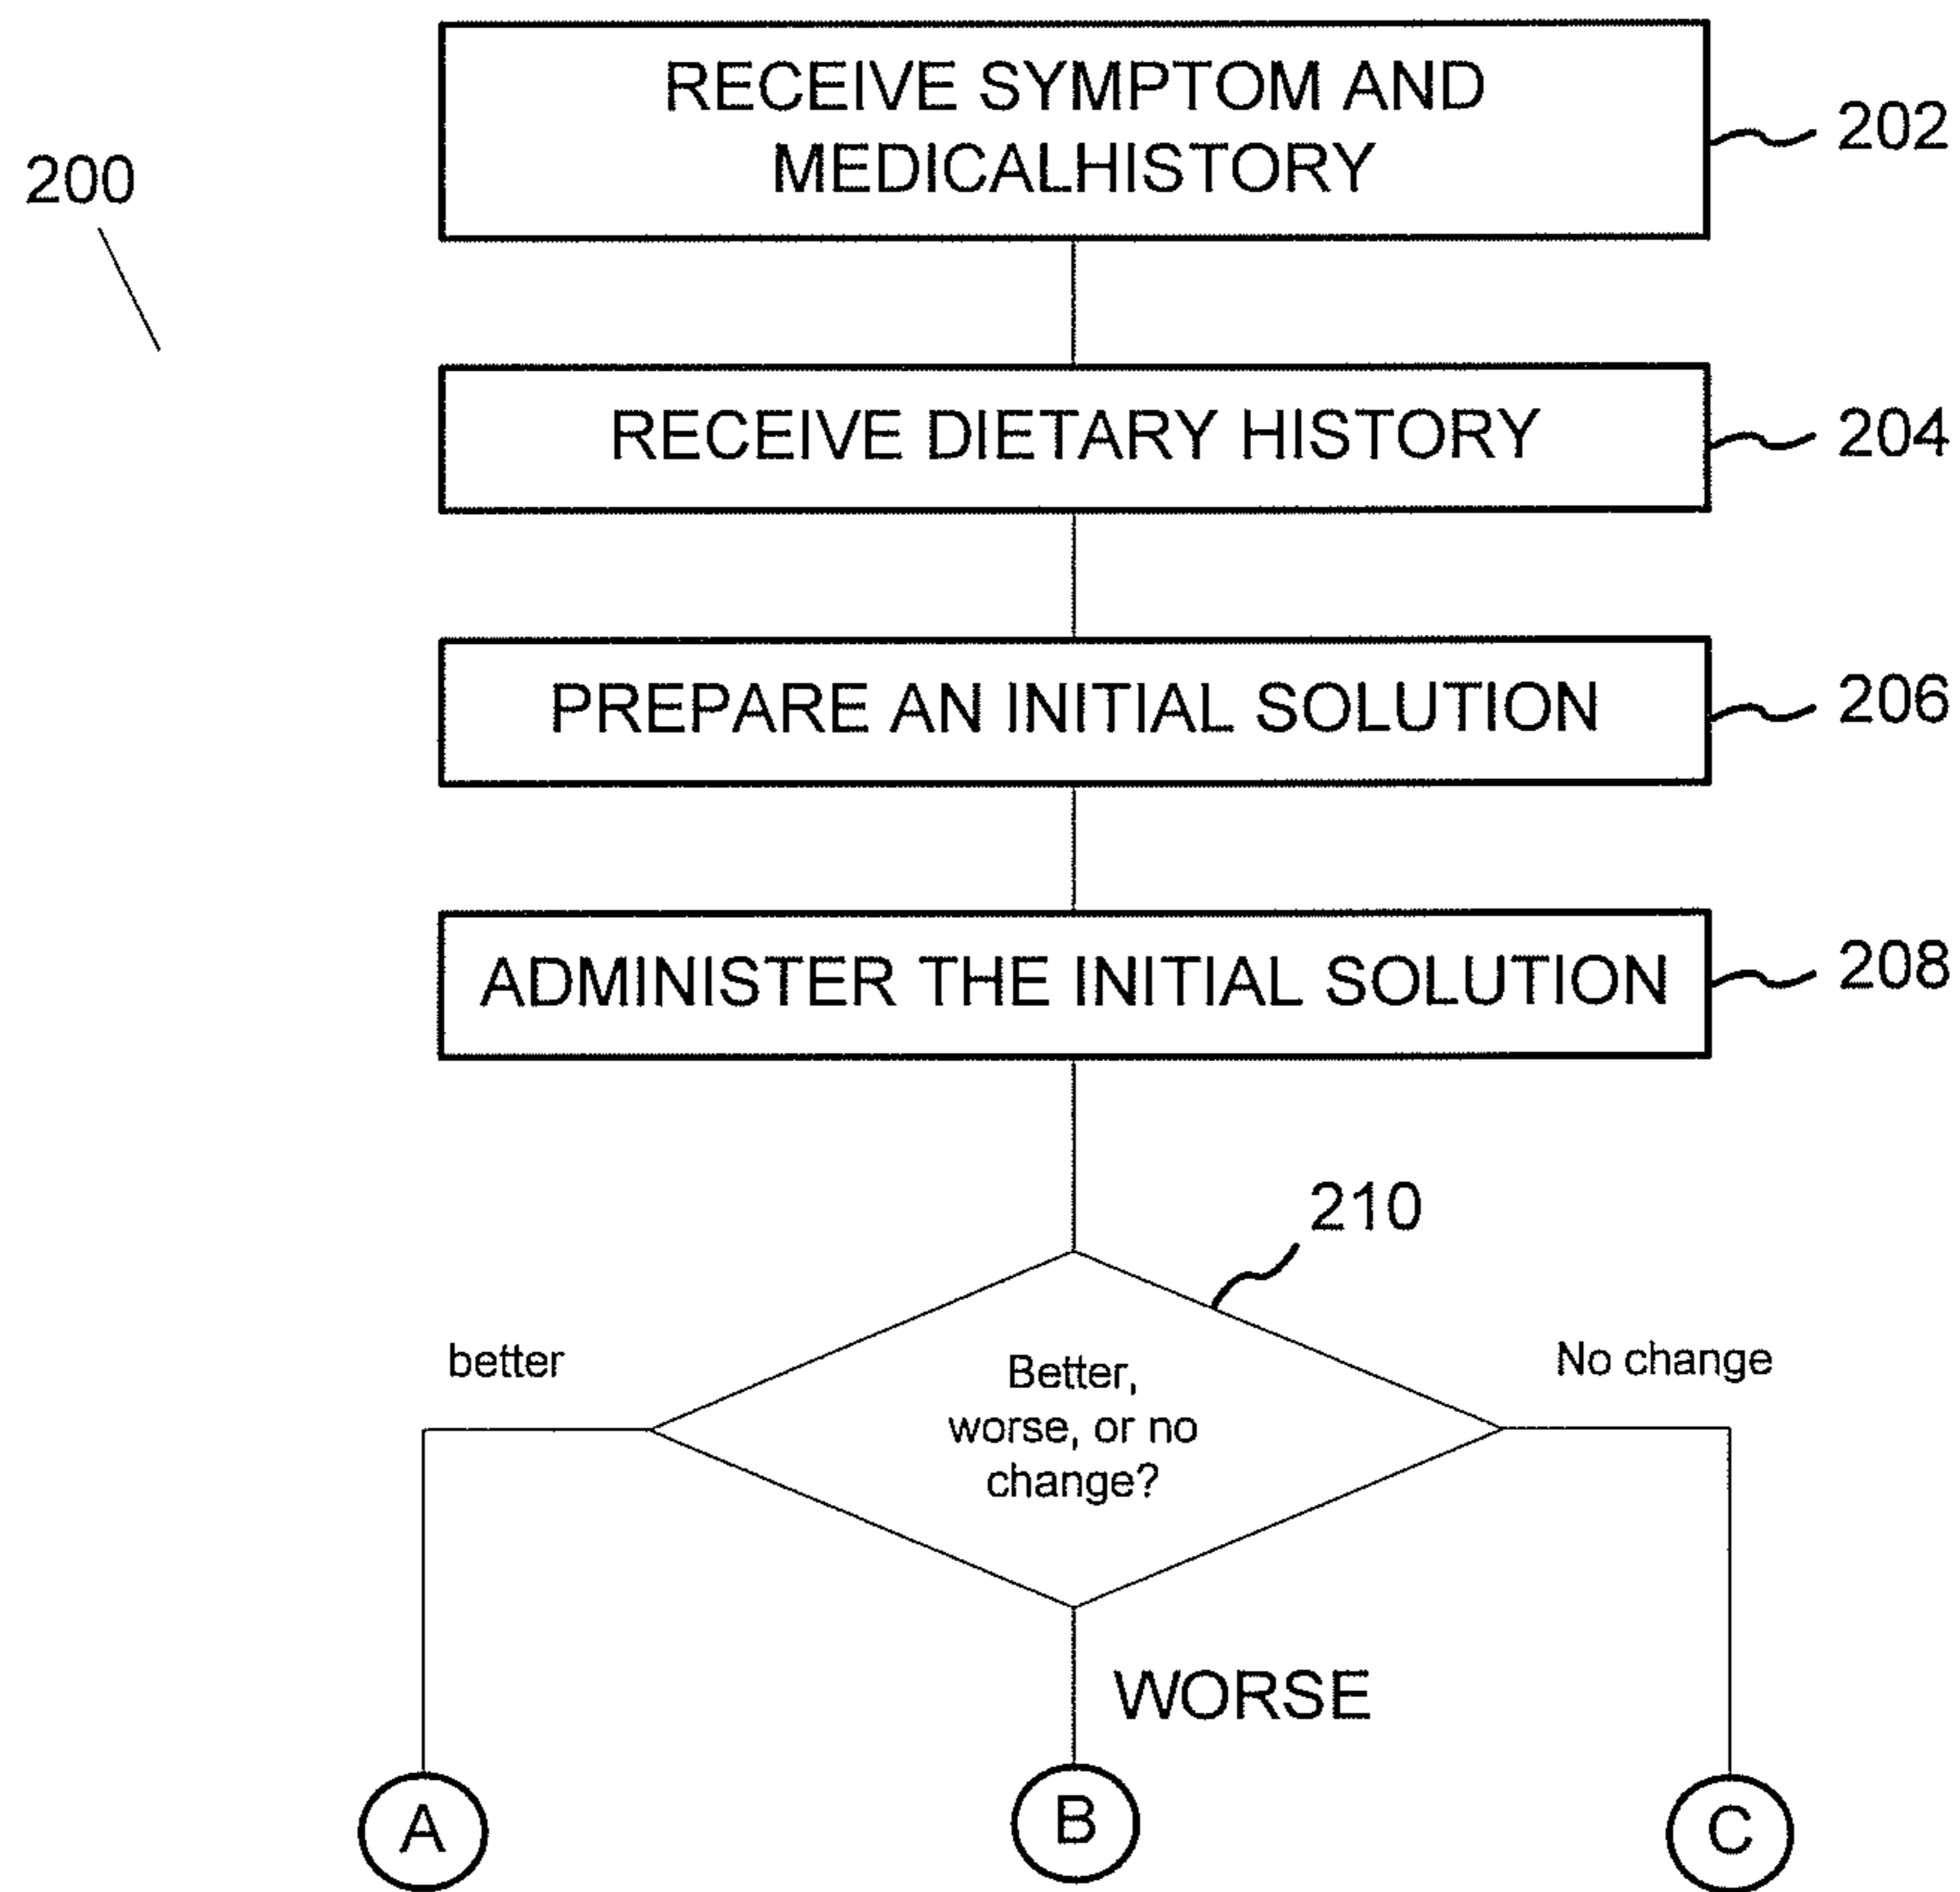 RECEIVE SYMPTOM AND
MEDICALHISTORY
202
200
RECEIVE DIETARY HISTORY
204
PREPARE AN INITIAL SOLUTION
206
ADMINISTER THE INITIAL SOLUTION
208
210
better
Better,
worse, or no
change?
No change
WORSE
A
B
C